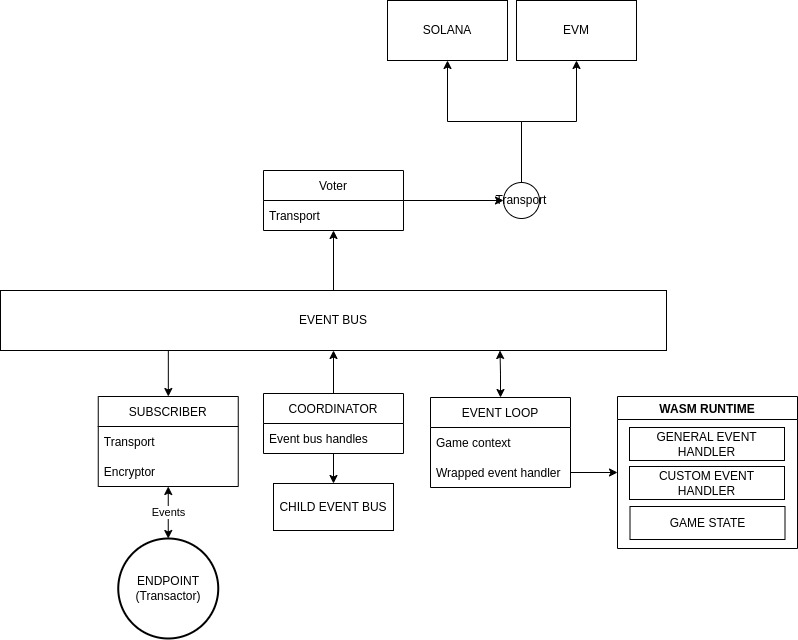 SOLANA
EVM
Voter
Transport
Transport
EVENT BUS
SUBSCRIBER
Transport
Encryptor
Events
ENDPOINT
(Transactor)
COORDINATOR
Event bus handles
CHILD EVENT BUS
EVENT LOOP
Game context
Wrapped event handler
WASM RUNTIME
GENERAL EVENT
HANDLER
CUSTOM EVENT
HANDLER
GAME STATE